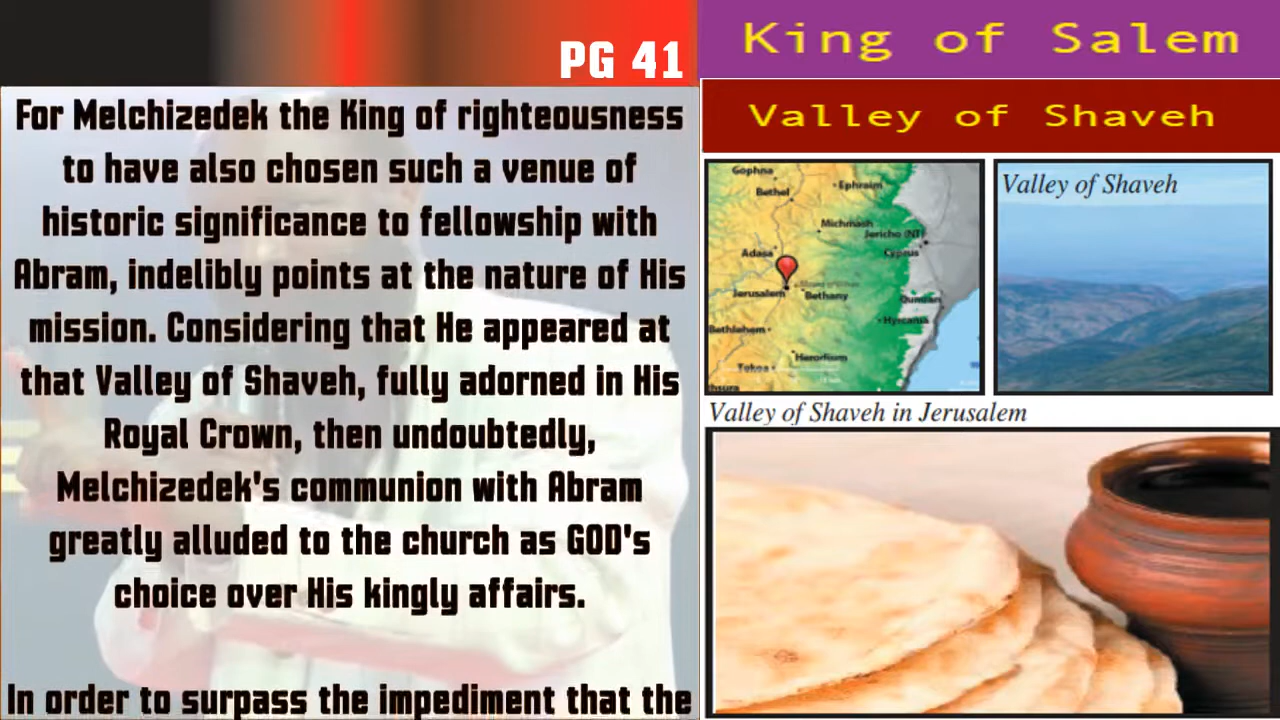 PG 41
For Melchizedek the King of righteousness
to have also chosen such a venue of
historic significance to fellowship with
Abram, indelibly points at the nature of His
mission. Considering that He appeared at
that Valley of Shaveh, fully adorned in His
Royal Crown, then undoubtedly,
Melchizedek's communion with Abram
greatly alluded to the church as GOD's
choice over His kingly affairs.
In order to surpass the impediment that the
King of Salem
Valley of Shaveh
Gophna
Bethel
Ephraim
Michmash
Jericho (NT)
Adasa
Cyprus
Jerusalem
Bethany
Qumran
Bethlehem
Hyrcania
Herodium
Tekoa
thsura
Valley of Shaveh
Valley of Shaveh in Jerusalem